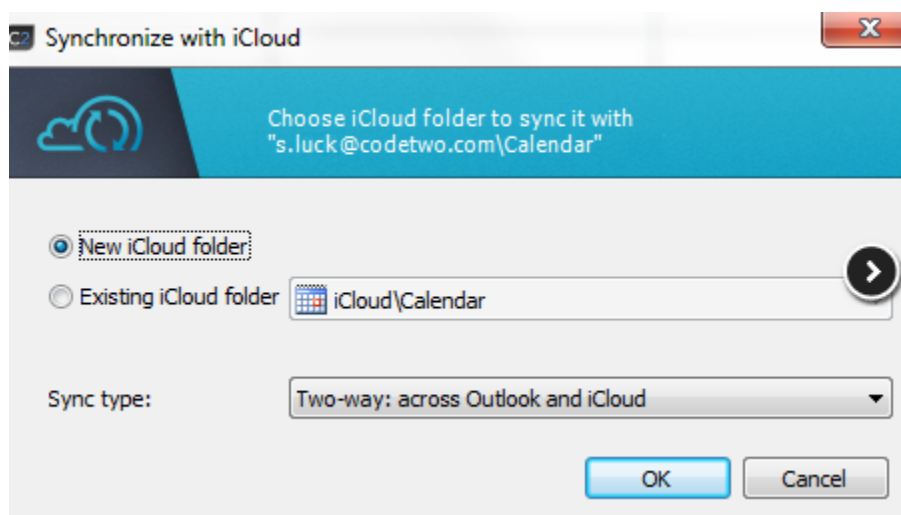 C2 Synchronize with iCloud
Choose iCloud folder to sync it with
"s.luck@codetwo.com\Calendar"
New iCloud folder
Existing iCloud folder iCloud\Calendar
Sync type: Two-way: across Outlook and iCloud
OK Cancel